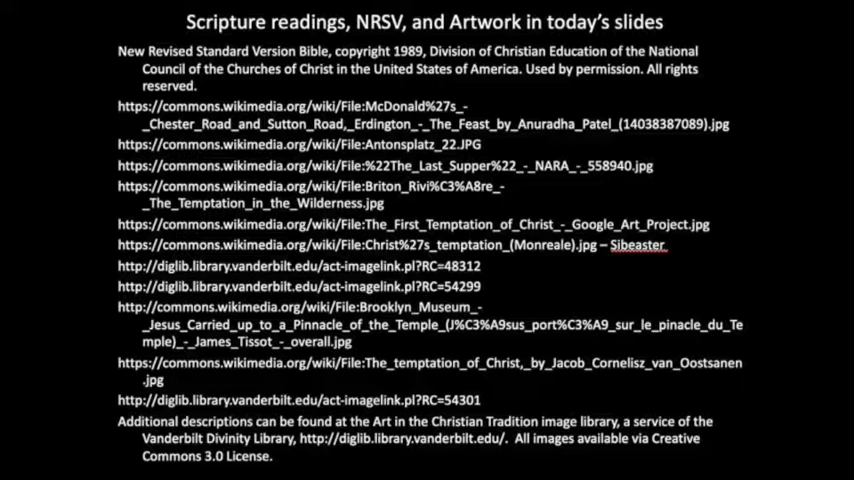 Scripture readings, NRSV, and Artwork in today's slides
New Revised Standard Version Bible, copyright 1989, Division of Christian Education of the National
Council of the Churches of Christ in the United States of America. Used by permission. All rights
reserved.
https://commons.wikimedia.org/wiki/File:McDonald%27s_-
_Chester_Road_and_Sutton_Road,_Erdington_-_The_Feast_by_Anuradha_Patel_(14038387089).jpg
https://commons.wikimedia.org/wiki/File:Antonsplatz_22.JPG
https://commons.wikimedia.org/wiki/File:%22The_Last_Supper%22_-_NARA_-_558940.jpg
https://commons.wikimedia.org/wiki/File:Briton_Rivi%C3%A8re_-
_The_Temptation_in_the_Wilderness.jpg
https://commons.wikimedia.org/wiki/File:The_First_Temptation_of_Christ_-_Google_Art_Project.jpg
https://commons.wikimedia.org/wiki/File:Christ%27s_temptation_(Monreale).jpg – Sibeaster
http://diglib.library.vanderbilt.edu/act-imagelink.pl?RC=48312
http://diglib.library.vanderbilt.edu/act-imagelink.pl?RC=54299
http://commons.wikimedia.org/wiki/File:Brooklyn_Museum_-
_Jesus_Carried_up_to_a_Pinnacle_of_the_Temple_(J%C3%A9sus_port%C3%A9_sur_le_pinacle_du_Te
mple)_-_James_Tissot_-_overall.jpg
https://commons.wikimedia.org/wiki/File:The_temptation_of_Christ,_by_Jacob_Cornelisz_van_Oostsanen
.jpg
http://diglib.library.vanderbilt.edu/act-imagelink.pl?RC=54301
Additional descriptions can be found at the Art in the Christian Tradition image library, a service of the
Vanderbilt Divinity Library, http://diglib.library.vanderbilt.edu/. All images available via Creative
Commons 3.0 License.